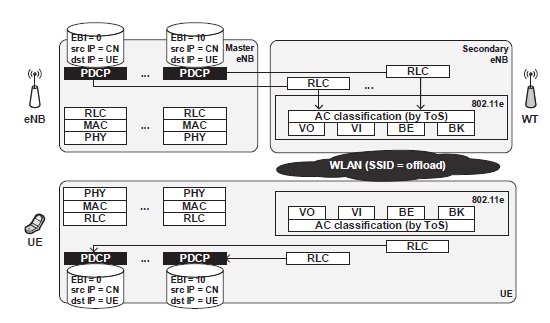 EBI = 0
src IP = CN
dst IP = UE
EBI = 10
src IP = CN
dst IP = UE
Master
eNB
Secondary
eNB
PDCP
...
PDCP
RLC
RLC
...
eNB
WT
802.11e
AC classification (by ToS)
VO
VI
BE
BK
RLC
MAC
PHY
...
RLC
MAC
PHY
WLAN (SSID = offload)
PHY
MAC
RLC
...
PHY
MAC
RLC
802.11e
VO
VI
BE
BK
AC classification (by ToS)
UE
RLC
RLC
PDCP
...
PDCP
EBI = 0
src IP = CN
dst IP = UE
EBI = 10
src IP = CN
dst IP = UE
UE